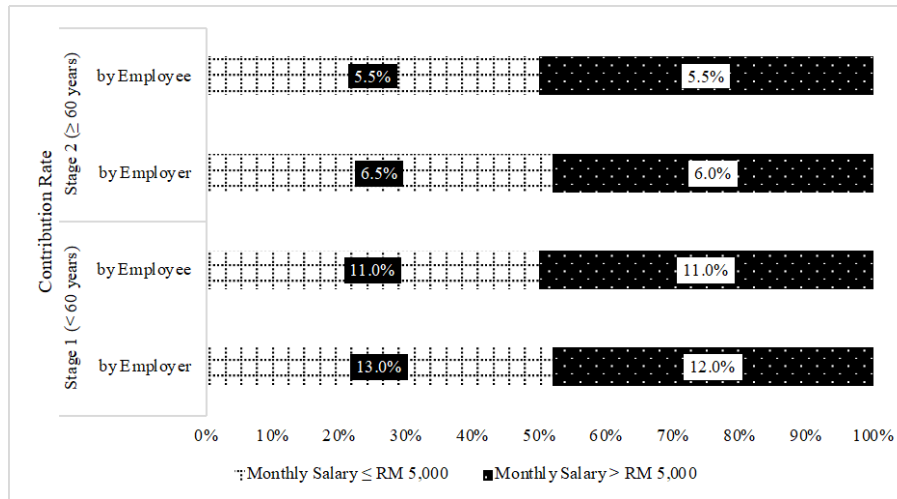 Contribution Rate
Stage 2 (≥ 60 years)
by Employee
5.5%
5.5%
by Employer
6.5%
6.0%
Stage 1 (< 60 years)
by Employee
11.0%
11.0%
by Employer
13.0%
12.0%
0% 10% 20% 30% 40% 50% 60% 70% 80% 90% 100%
Monthly Salary ≤ RM 5,000 Monthly Salary > RM 5,000